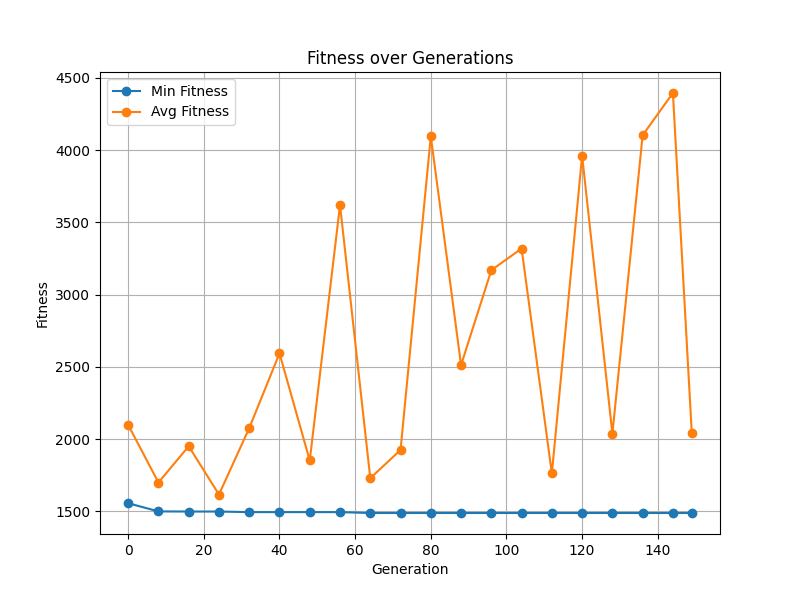 Fitness over Generations
Min Fitness
Avg Fitness
Fitness
4500
4000
3500
3000
2500
2000
1500
0 20 40 60 80 100 120 140
Generation